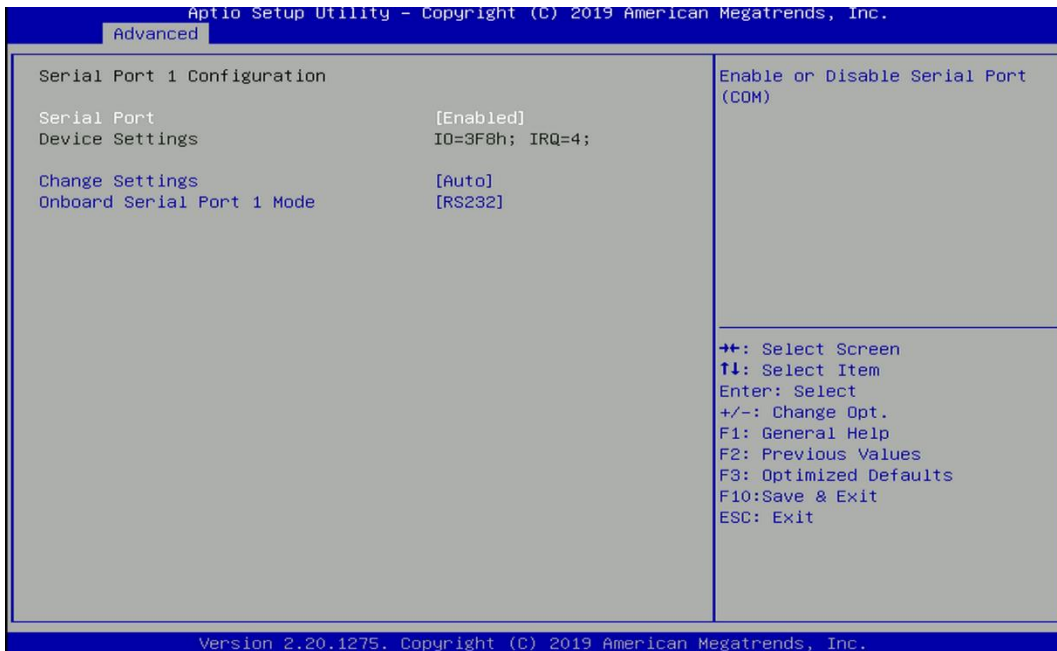 Aptio Setup Utility – Copyright (C) 2019 American Megatrends, Inc.
Advanced
Serial Port 1 Configuration
Serial Port [Enabled]
Device Settings IO=3F8h; IRQ=4;
Change Settings [Auto]
Onboard Serial Port 1 Mode [RS232]
Enable or Disable Serial Port
(COM)
→←: Select Screen
↑↓: Select Item
Enter: Select
+/-: Change Opt.
F1: General Help
F2: Previous Values
F3: Optimized Defaults
F10:Save & Exit
ESC: Exit
Version 2.20.1275. Copyright (C) 2019 American Megatrends, Inc.